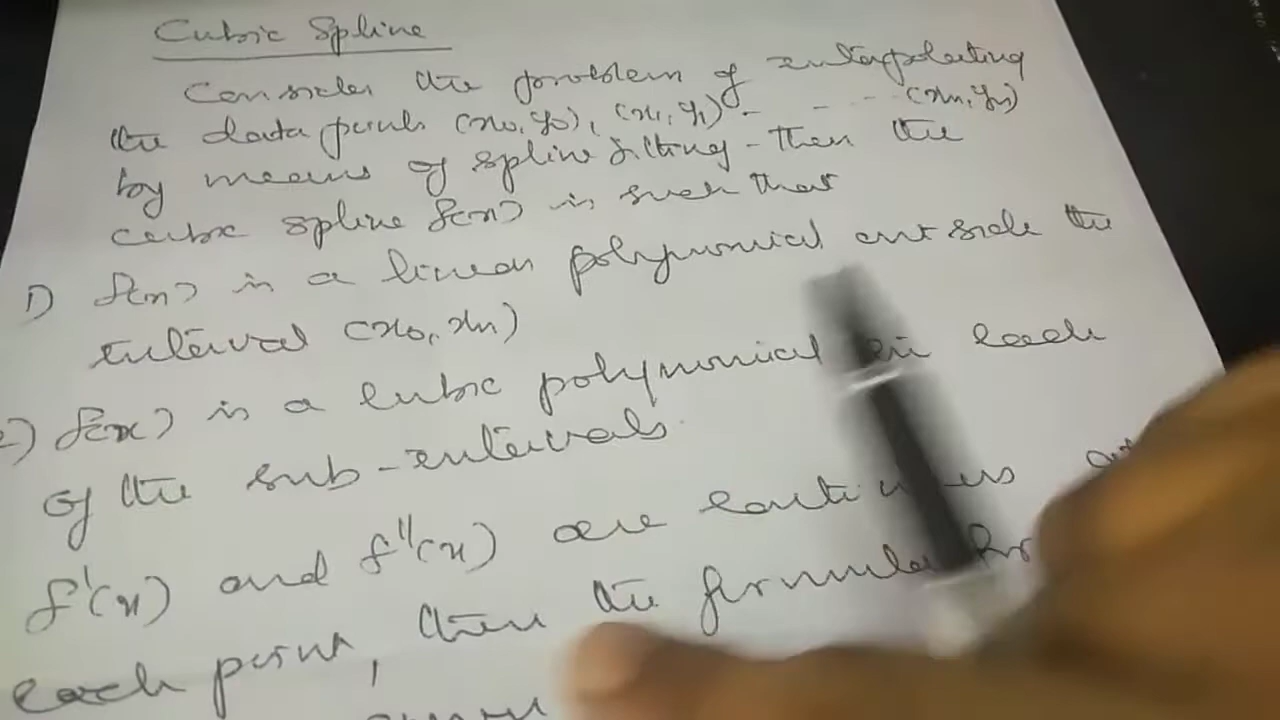 Cubic Spline
Consider the problem of interpolating
the data points (x0, y0), (x1, y1) - - - - (xn, yn)
by means of spline fitting - Then the
cubic spline f(x) is such that
1) f(x) is a linear polynomial outside the
interval (x0, xn)
2) f(x) is a cubic polynomial in each
of the sub-intervals.
f'(x) and f''(x) are continuous
each point, then the formula for